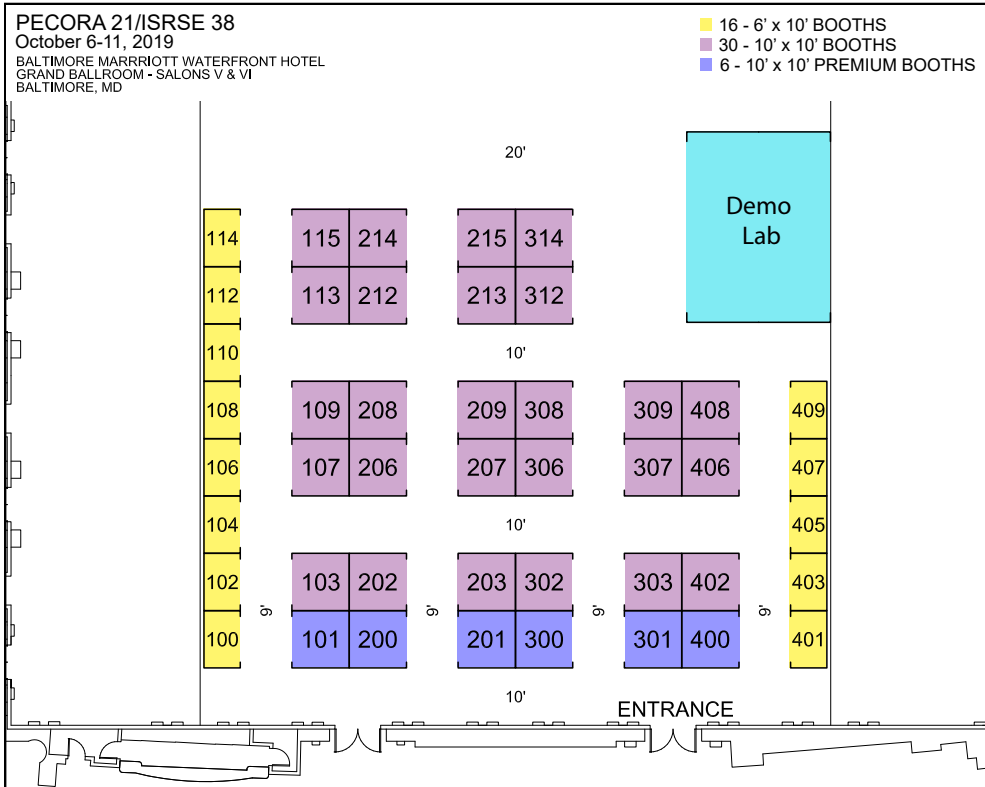 PECORA 21/ISRSE 38
October 6-11, 2019
BALTIMORE MARRRIOTT WATERFRONT HOTEL
GRAND BALLROOM - SALONS V & VI
BALTIMORE, MD
16 - 6' x 10' BOOTHS
30 - 10' x 10' BOOTHS
6 - 10' x 10' PREMIUM BOOTHS
20'
Demo
Lab
114 115 214 215 314
112 113 212 213 312
110 10'
108 109 208 209 308 309 408 409
106 107 206 207 306 307 406 407
104 10' 405
102 103 202 203 302 303 402 403
9' 9' 9' 9'
100 101 200 201 300 301 400 401
10'
ENTRANCE